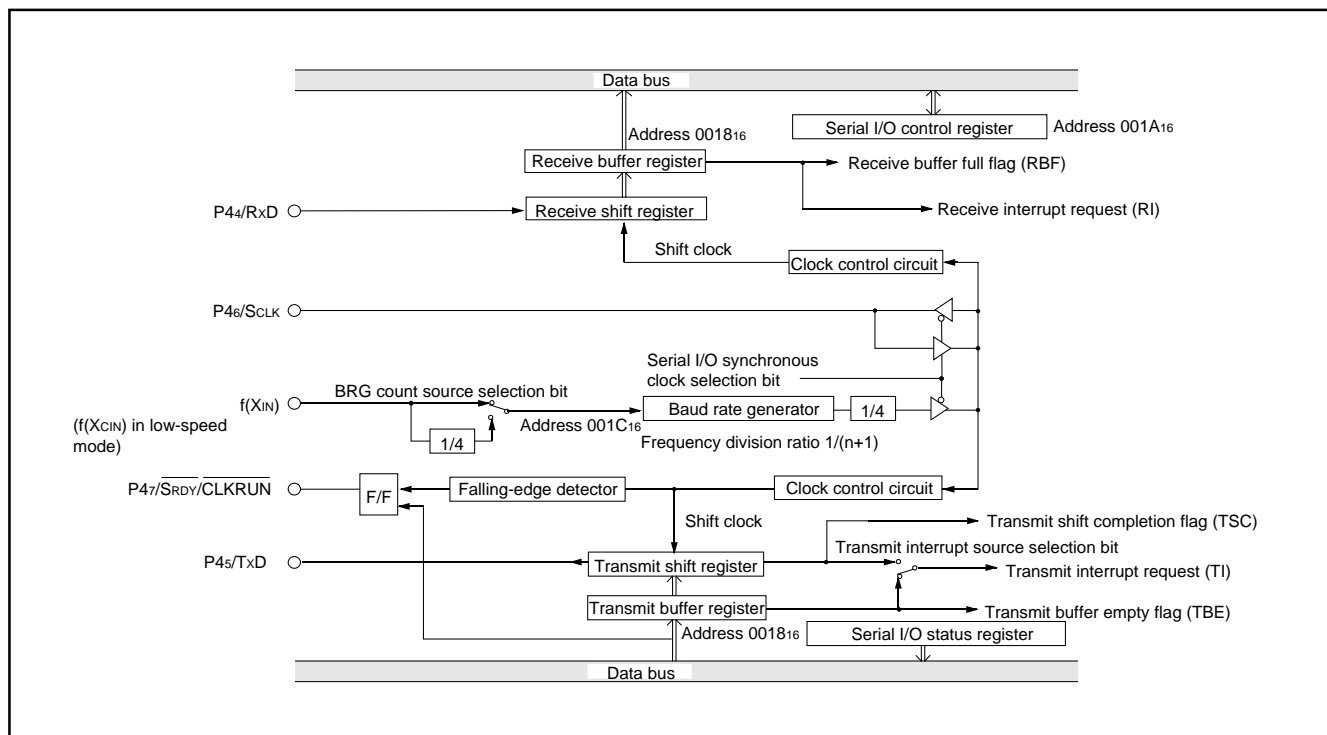 Data bus
Address 001816
Serial I/O control register
Address 001A16
Receive buffer register
Receive buffer full flag (RBF)
P44/RXD
Receive shift register
Receive interrupt request (RI)
Shift clock
Clock control circuit
P46/SCLK
Serial I/O synchronous
clock selection bit
BRG count source selection bit
f(XIN)
Baud rate generator
1/4
(f(XCIN) in low-speed
mode)
Address 001C16
1/4
Frequency division ratio 1/(n+1)
P47/SRDY/CLKRUN
F/F
Falling-edge detector
Clock control circuit
Shift clock
Transmit shift completion flag (TSC)
P45/TXD
Transmit shift register
Transmit interrupt source selection bit
Transmit interrupt request (TI)
Transmit buffer register
Transmit buffer empty flag (TBE)
Address 001816
Serial I/O status register
Data bus